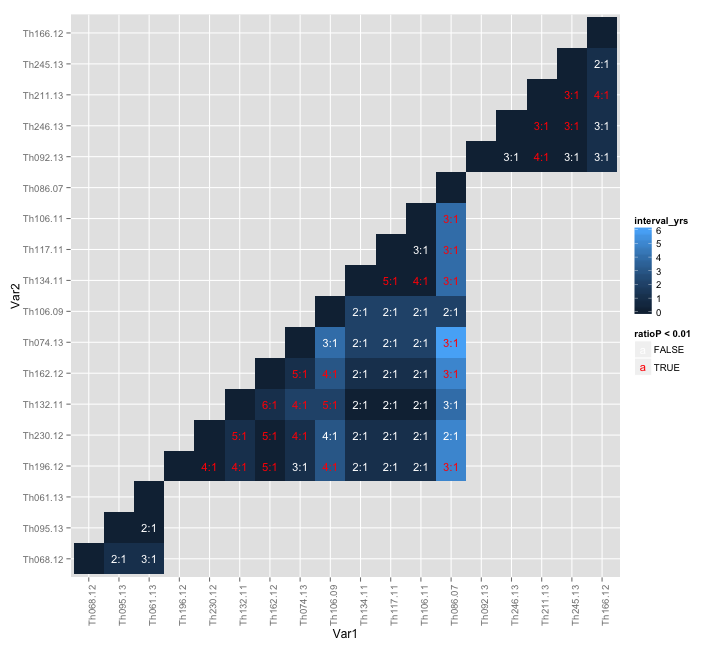 Th166.12
Th245.13 2:1
Th211.13 3:1 4:1
Th246.13 3:1 3:1 3:1
Th092.13 3:1 4:1 3:1 3:1
Th086.07
Th106.11 3:1
Th117.11 3:1 3:1
Th134.11 5:1 4:1 3:1
Th106.09 2:1 2:1 2:1 2:1
Th074.13 3:1 2:1 2:1 2:1 3:1
Th162.12 5:1 4:1 2:1 2:1 2:1 3:1
Th132.11 6:1 4:1 5:1 2:1 2:1 2:1 3:1
Th230.12 5:1 5:1 4:1 4:1 2:1 2:1 2:1 2:1
Th196.12 4:1 4:1 5:1 3:1 4:1 2:1 2:1 2:1 3:1
Th061.13
Th095.13 2:1
Th068.12 2:1 3:1
Var2
Th068.12 Th095.13 Th061.13 Th196.12 Th230.12 Th132.11 Th162.12 Th074.13 Th106.09 Th134.11 Th117.11 Th106.11 Th086.07 Th092.13 Th246.13 Th211.13 Th245.13 Th166.12
Var1
interval_yrs
6
5
4
3
2
1
0
ratioP < 0.01
a FALSE
a TRUE